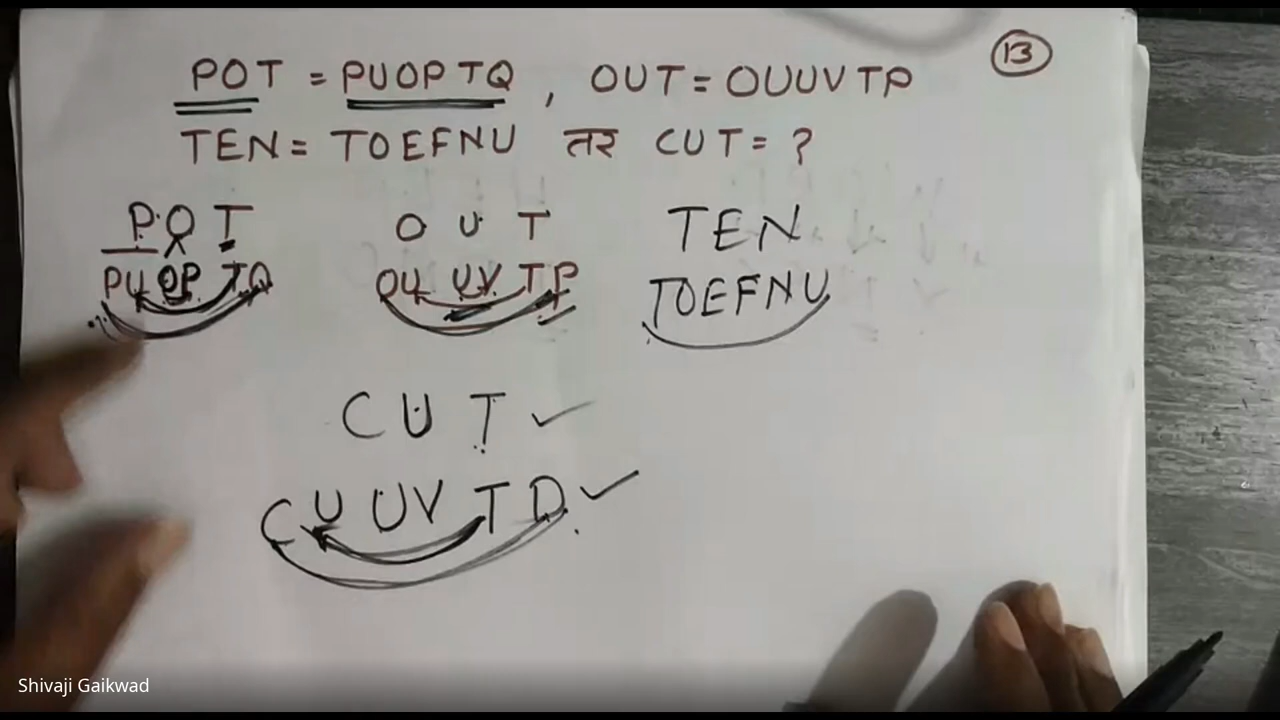 13
POT = PUOPTQ , OUT = OUUVTP
TEN = TOEFNU तर CUT = ?
POT OUT TEN
PUOPTQ OUUVTP TOEFNU
CUT ✓
CUUVTD ✓
Shivaji Gaikwad